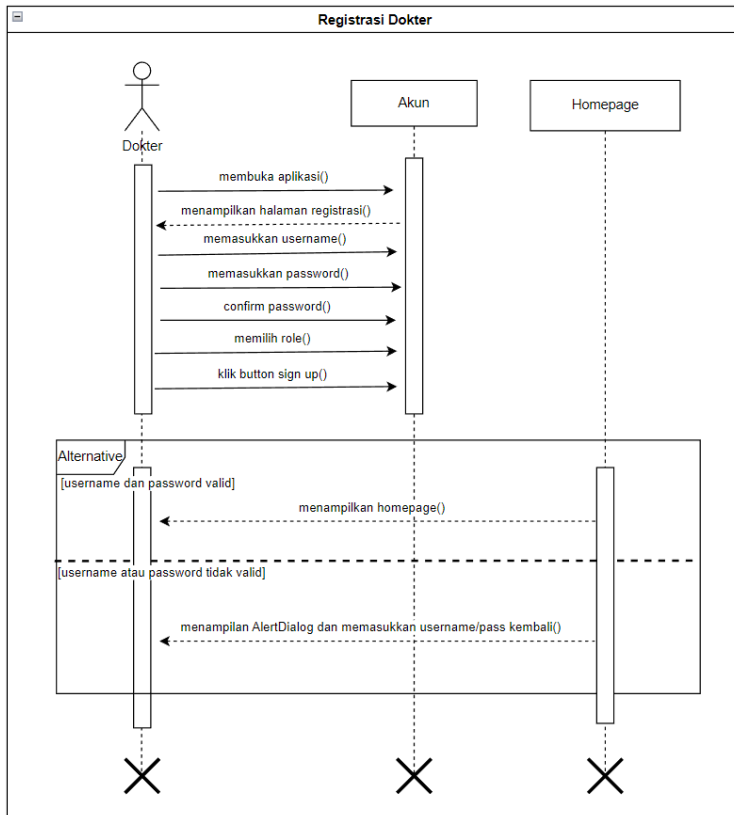 Registrasi Dokter
Dokter
Akun
Homepage
membuka aplikasi()
menampilkan halaman registrasi()
memasukkan username()
memasukkan password()
confirm password()
memilih role()
klik button sign up()
Alternative
[username dan password valid]
menampilkan homepage()
[username atau password tidak valid]
menampilan AlertDialog dan memasukkan username/pass kembali()